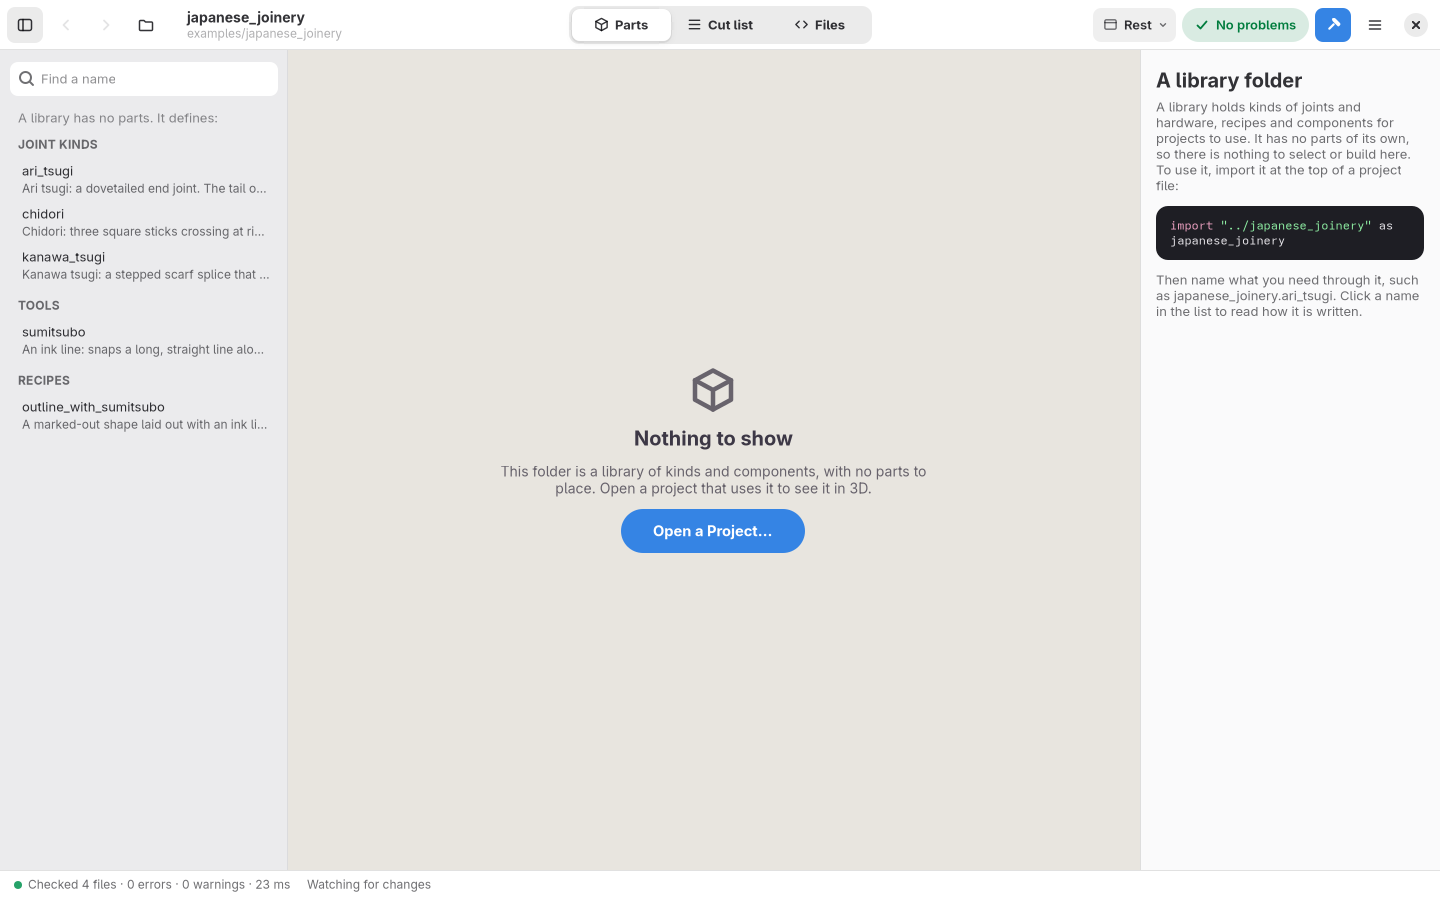 japanese_joinery
examples/japanese_joinery
Parts
Cut list
Files
Rest
No problems
Find a name
A library has no parts. It defines:
JOINT KINDS
ari_tsugi
Ari tsugi: a dovetailed end joint. The tail o...
chidori
Chidori: three square sticks crossing at ri...
kanawa_tsugi
Kanawa tsugi: a stepped scarf splice that ...
TOOLS
sumitsubo
An ink line: snaps a long, straight line alo...
RECIPES
outline_with_sumitsubo
A marked-out shape laid out with an ink li...
Nothing to show
This folder is a library of kinds and components, with no parts to
place. Open a project that uses it to see it in 3D.
Open a Project...
A library folder
A library holds kinds of joints and
hardware, recipes and components for
projects to use. It has no parts of its own,
so there is nothing to select or build here.
To use it, import it at the top of a project
file:
import "../japanese_joinery" as
japanese_joinery
Then name what you need through it, such
as japanese_joinery.ari_tsugi. Click a name
in the list to read how it is written.
Checked 4 files · 0 errors · 0 warnings · 23 ms
Watching for changes